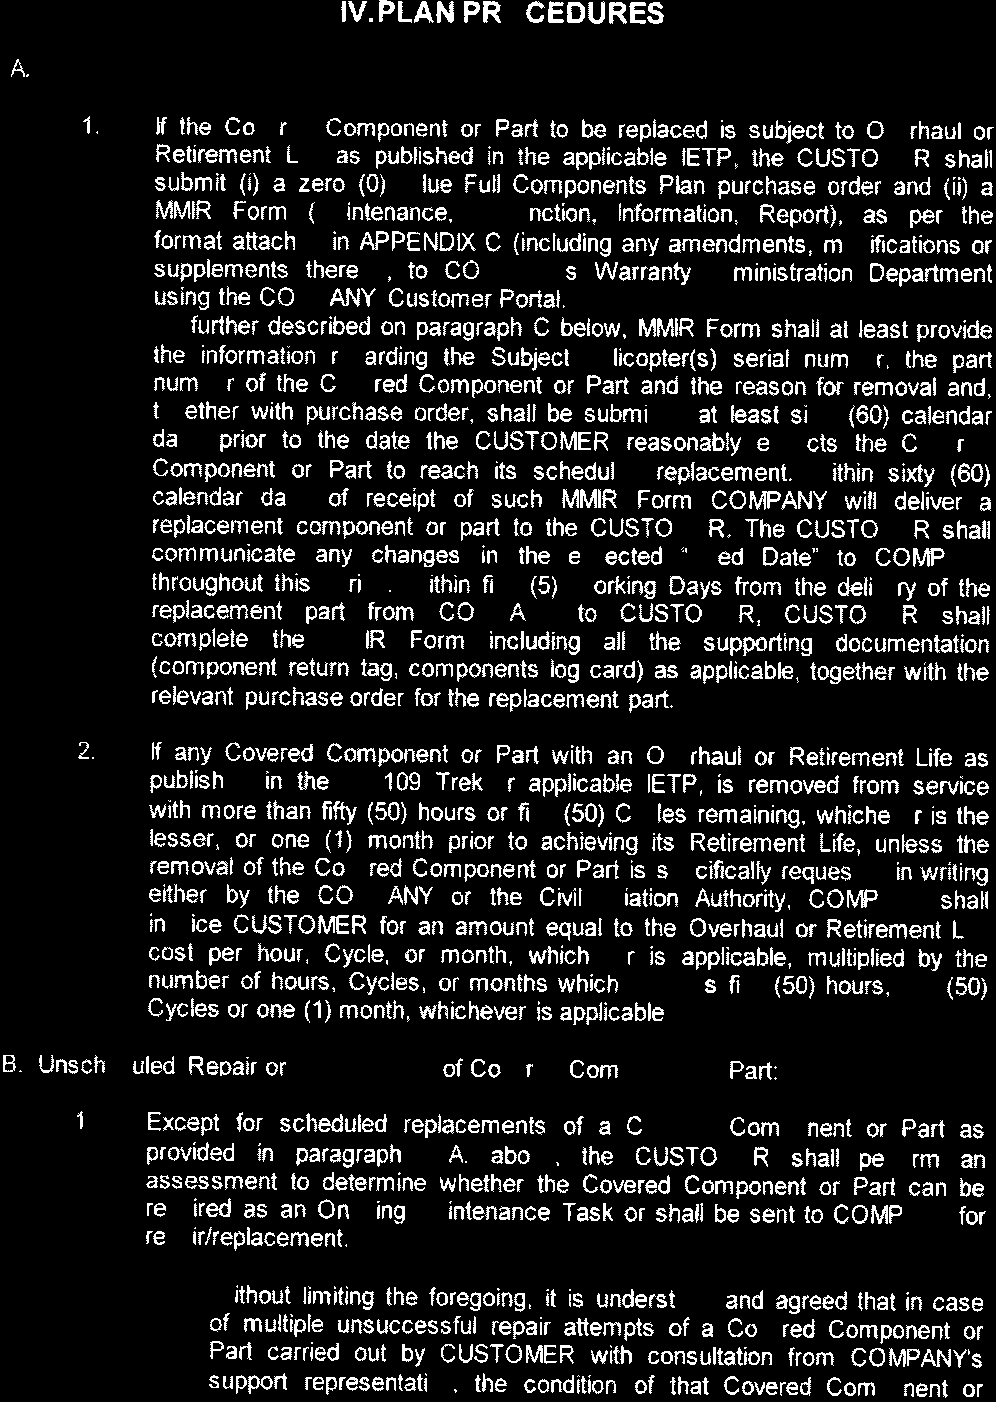 IV. PLAN PR CEDURES
A.
1. If the Co r Component or Part to be replaced is subject to O rhaul or
Retirement L as published in the applicable IETP, the CUSTO R shall
submit (i) a zero (0) lue Full Components Plan purchase order and (ii) a
MMIR Form ( intenance, nction, Information, Report), as per the
format attach in APPENDIX C (including any amendments, m ifications or
supplements there , to CO s Warranty ministration Department
using the CO ANY Customer Portal.
further described on paragraph C below, MMIR Form shall at least provide
the information r arding the Subject licopter(s) serial num r, the part
num r of the C red Component or Part and the reason for removal and,
t ether with purchase order, shall be submi at least si (60) calendar
da prior to the date the CUSTOMER reasonably e cts the C r
Component or Part to reach its schedul replacement. ithin sixty (60)
calendar da of receipt of such MMIR Form COMPANY will deliver a
replacement component or part to the CUSTO R. The CUSTO R shall
communicate any changes in the e ected " ed Date" to COMP
throughout this ri . ithin fi (5) orking Days from the deli ry of the
replacement part from CO A to CUSTO R, CUSTO R shall
complete the IR Form including all the supporting documentation
(component return tag, components log card) as applicable, together with the
relevant purchase order for the replacement part.
2. If any Covered Component or Part with an O rhaul or Retirement Life as
publish in the 109 Trek r applicable IETP, is removed from service
with more than fifty (50) hours or fi (50) C les remaining, whiche r is the
lesser, or one (1) month prior to achieving its Retirement Life, unless the
removal of the Co red Component or Part is s cifically reques in writing
either by the CO ANY or the Civil iation Authority, COMP shall
in ice CUSTOMER for an amount equal to the Overhaul or Retirement L
cost per hour, Cycle, or month, which r is applicable, multiplied by the
number of hours, Cycles, or months which s fi (50) hours, (50)
Cycles or one (1) month, whichever is applicable
B. Unsch uled Repair or of Co r Com Part:
1 Except for scheduled replacements of a C Com nent or Part as
provided in paragraph A. abo , the CUSTO R shall pe rm an
assessment to determine whether the Covered Component or Part can be
re ired as an On ing intenance Task or shall be sent to COMP for
re ir/replacement.
ithout limiting the foregoing, it is underst and agreed that in case
of multiple unsuccessful repair attempts of a Co red Component or
Part carried out by CUSTOMER with consultation from COMPANY's
support representati , the condition of that Covered Com nent or